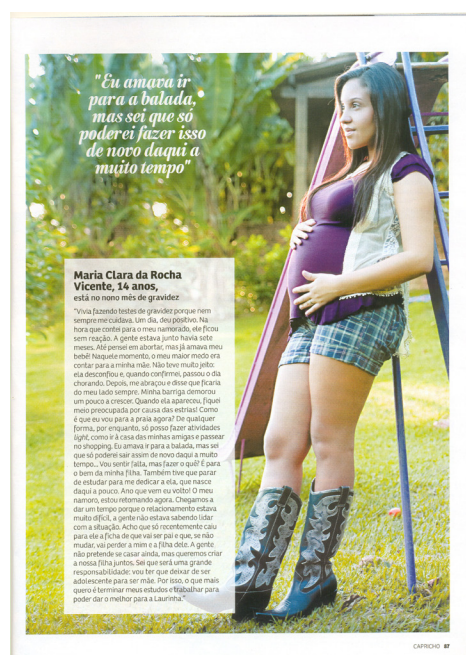 "Eu amava ir
para a balada,
mas sei que só
poderei fazer isso
de novo daqui a
muito tempo"
Maria Clara da Rocha
Vicente, 14 anos,
está no nono mês de gravidez
"Vivia fazendo testes de gravidez porque nem
sempre me cuidava. Um dia, deu positivo. Na
hora que contei para o meu namorado, ele ficou
sem reação. A gente estava junto havia sete
meses. Até pensei em abortar, mas já amava meu
bebê! Naquele momento, o meu maior medo era
contar para a minha mãe. Não teve muito jeito:
ela desconfiou e, quando confirmei, passou o dia
chorando. Depois, me abraçou e disse que ficaria
do meu lado sempre. Minha barriga demorou
um pouco a crescer. Quando ela apareceu, fiquei
meio preocupada por causa das estrias! Como
é que eu vou para a praia agora? De qualquer
forma, por enquanto, só posso fazer atividades
light, como ir à casa das minhas amigas e passear
no shopping. Eu amava ir para a balada, mas sei
que só poderei sair assim de novo daqui a muito
tempo... Vou sentir falta, mas fazer o quê? É para
o bem da minha filha. Também tive que parar
de estudar para me dedicar a ela, que nasce
daqui a pouco. Ano que vem eu volto! O meu
namoro, estou retomando agora. Chegamos a
dar um tempo porque o relacionamento estava
muito difícil, a gente não estava sabendo lidar
com a situação. Acho que só recentemente caiu
para ele a ficha de que vai ser pai e que, se não
mudar, vai perder a mim e a filha dele. A gente
não pretende se casar ainda, mas queremos criar
a nossa filha juntos. Sei que será uma grande
responsabilidade: vou ter que deixar de ser
adolescente para ser mãe. Por isso, o que mais
quero é terminar meus estudos e trabalhar para
poder dar o melhor para a Laurinha."
CAPRICHO 67